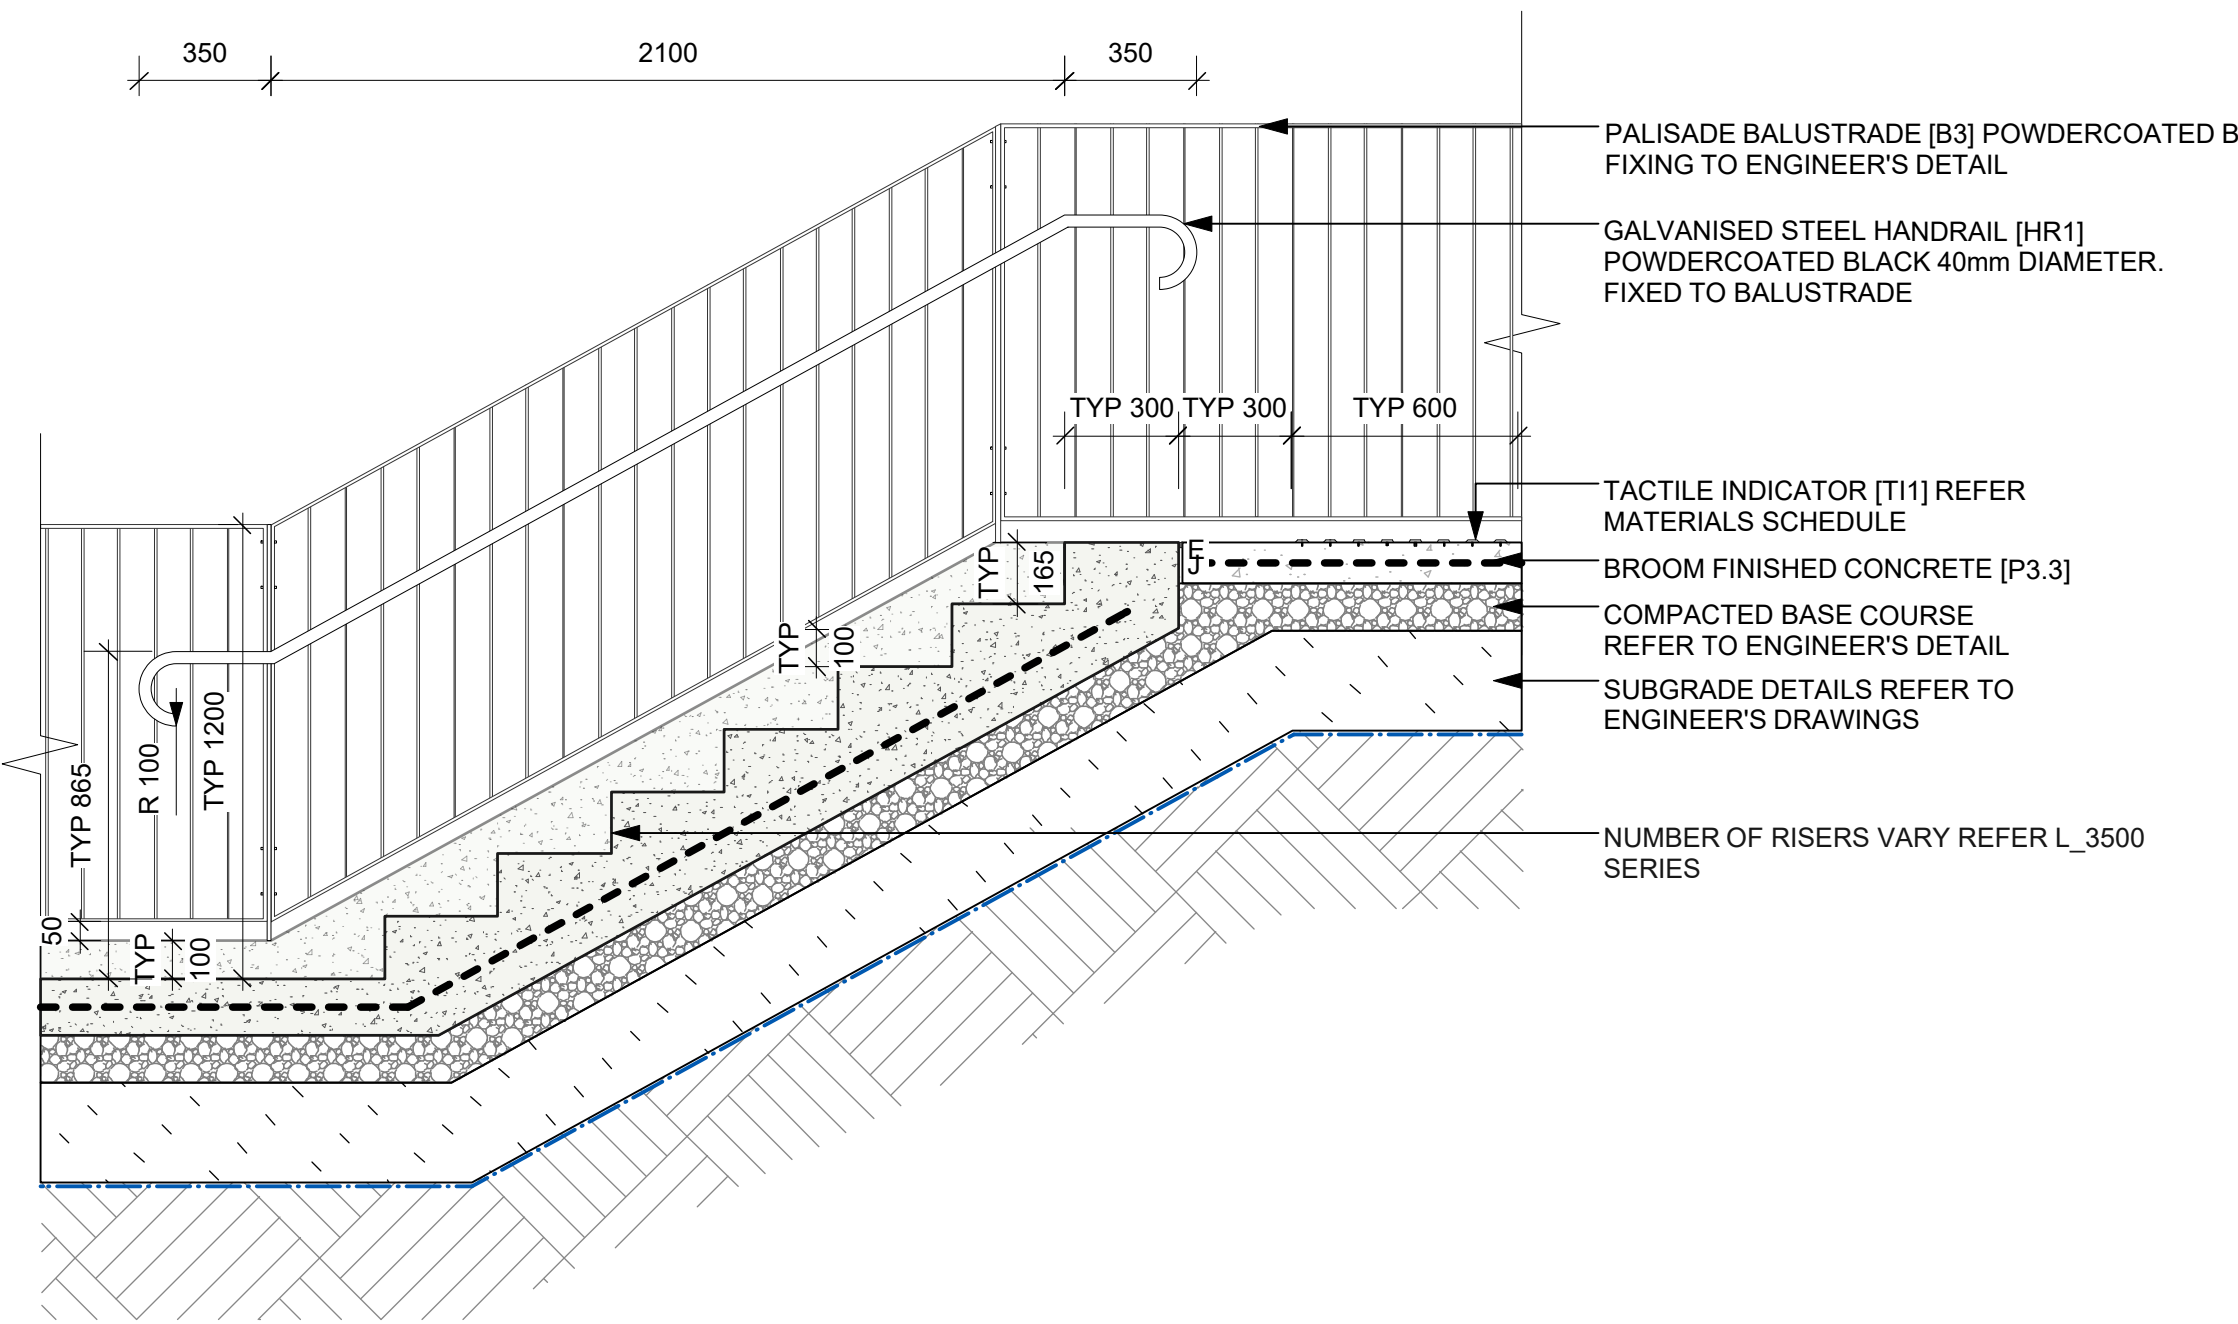 350
2100
350
PALISADE BALUSTRADE [B3] POWDERCOATED B
FIXING TO ENGINEER'S DETAIL
GALVANISED STEEL HANDRAIL [HR1]
POWDERCOATED BLACK 40mm DIAMETER.
FIXED TO BALUSTRADE
TYP 300
TYP 300
TYP 600
TACTILE INDICATOR [TI1] REFER
MATERIALS SCHEDULE
EJ
BROOM FINISHED CONCRETE [P3.3]
COMPACTED BASE COURSE
REFER TO ENGINEER'S DETAIL
SUBGRADE DETAILS REFER TO
ENGINEER'S DRAWINGS
NUMBER OF RISERS VARY REFER L_3500
SERIES
TYP
165
TYP
100
TYP 865
R 100
TYP 1200
50
TYP
100